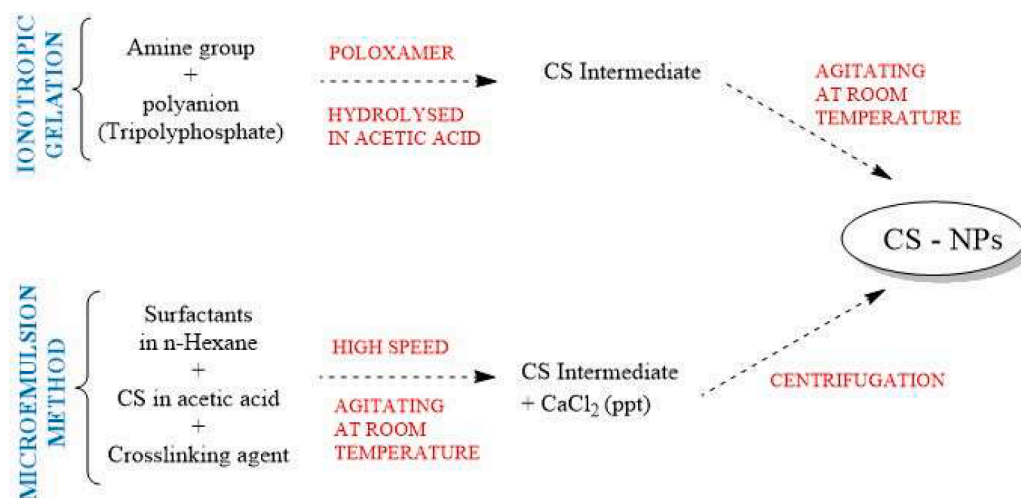 IONOTROPIC
GELATION
Amine group
+
polyanion
(Tripolyphosphate)
POLOXAMER
HYDROLYSED
IN ACETIC ACID
CS Intermediate
AGITATING
AT ROOM
TEMPERATURE
CS - NPs
MICROEMULSION
METHOD
Surfactants
in n-Hexane
+
CS in acetic acid
+
Crosslinking agent
HIGH SPEED
AGITATING
AT ROOM
TEMPERATURE
CS Intermediate
+ CaCl₂ (ppt)
CENTRIFUGATION